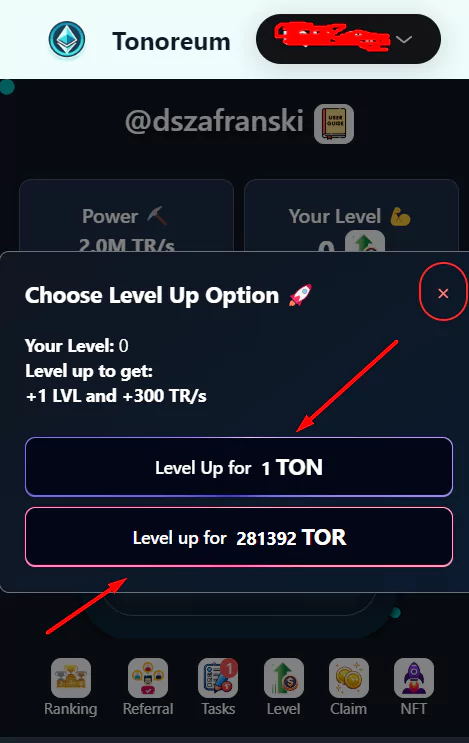 Tonoreum
@dszafranski
USER GUIDE
Power
Your Level
2.0M TR/s
0
Choose Level Up Option
Your Level: 0
Level up to get:
+1 LVL and +300 TR/s
Level Up for 1 TON
Level up for 281392 TOR
1
Ranking Referral Tasks Level Claim NFT